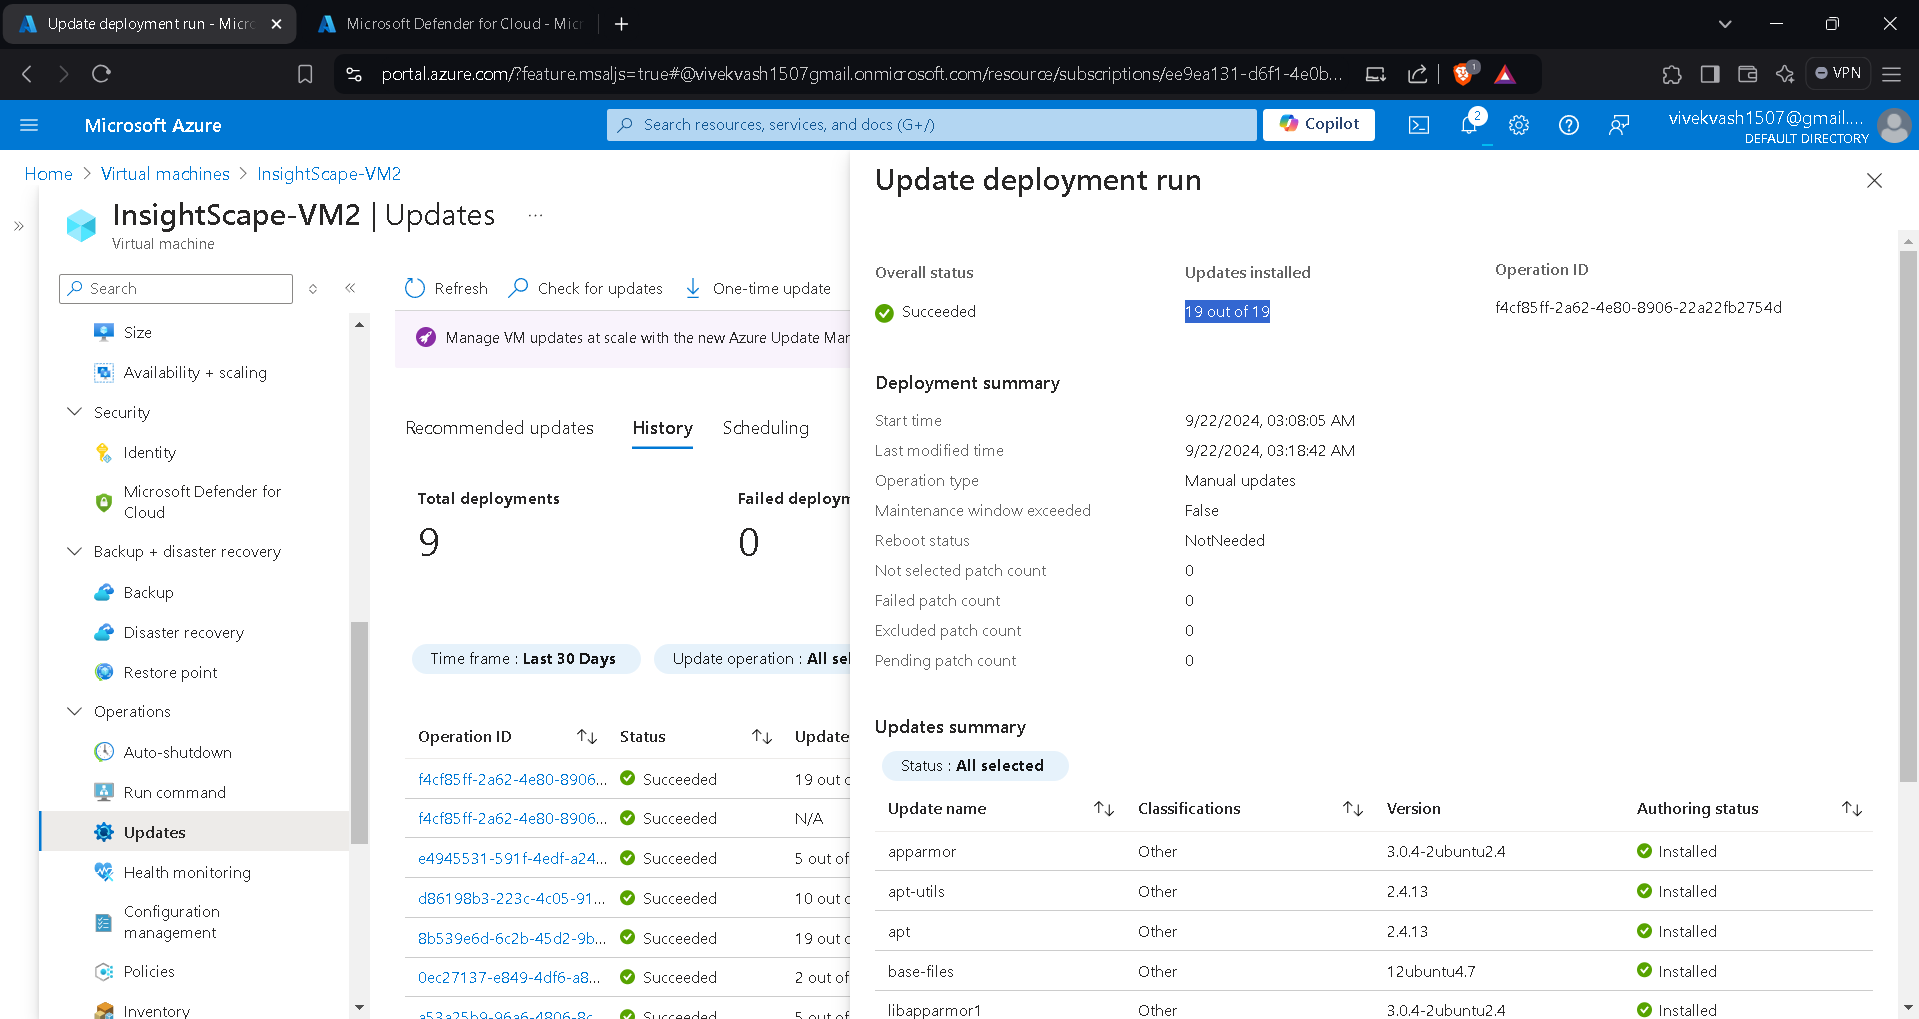 Update deployment run - Micro
Microsoft Defender for Cloud - Micr
portal.azure.com/?feature.msaljs=true#@vivekvash1507gmail.onmicrosoft.com/resource/subscriptions/ee9ea131-d6f1-4e0b...
1
VPN
Microsoft Azure
Search resources, services, and docs (G+/)
Copilot
2
vivekvash1507@gmail....
DEFAULT DIRECTORY
Home > Virtual machines > InsightScape-VM2
InsightScape-VM2 | Updates ...
Virtual machine
Search
Size
Availability + scaling
Security
Identity
Microsoft Defender for
Cloud
Backup + disaster recovery
Backup
Disaster recovery
Restore point
Operations
Auto-shutdown
Run command
Updates
Health monitoring
Configuration
management
Policies
Inventory
Refresh Check for updates One-time update
Manage VM updates at scale with the new Azure Update Man
Recommended updates History Scheduling
Total deployments Failed deploym
9 0
Time frame : Last 30 Days Update operation : All sel
Operation ID Status Update
f4cf85ff-2a62-4e80-8906... Succeeded 19 out o
f4cf85ff-2a62-4e80-8906... Succeeded N/A
e4945531-591f-4edf-a24... Succeeded 5 out of
d86198b3-223c-4c05-91... Succeeded 10 out o
8b539e6d-6c2b-45d2-9b... Succeeded 19 out o
0ec27137-e849-4df6-a8... Succeeded 2 out of
a53a25b9-96a6-4806-8c... Succeeded 5 out of
Update deployment run
Overall status Updates installed Operation ID
Succeeded 19 out of 19 f4cf85ff-2a62-4e80-8906-22a22fb2754d
Deployment summary
Start time 9/22/2024, 03:08:05 AM
Last modified time 9/22/2024, 03:18:42 AM
Operation type Manual updates
Maintenance window exceeded False
Reboot status NotNeeded
Not selected patch count 0
Failed patch count 0
Excluded patch count 0
Pending patch count 0
Updates summary
Status : All selected
Update name Classifications Version Authoring status
apparmor Other 3.0.4-2ubuntu2.4 Installed
apt-utils Other 2.4.13 Installed
apt Other 2.4.13 Installed
base-files Other 12ubuntu4.7 Installed
libapparmor1 Other 3.0.4-2ubuntu2.4 Installed